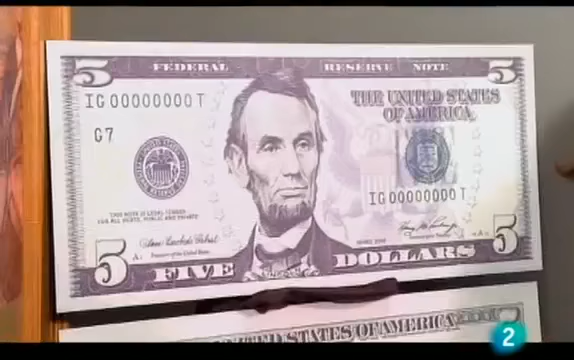 5 FEDERAL RESERVE NOTE 5
IG 00000000 T
THE UNITED STATES
OF AMERICA
G7
IG 00000000 T
THIS NOTE IS LEGAL TENDER
FOR ALL DEBTS, PUBLIC AND PRIVATE
5 FIVE DOLLARS 5
UNITED STATES OF AMERICA
2